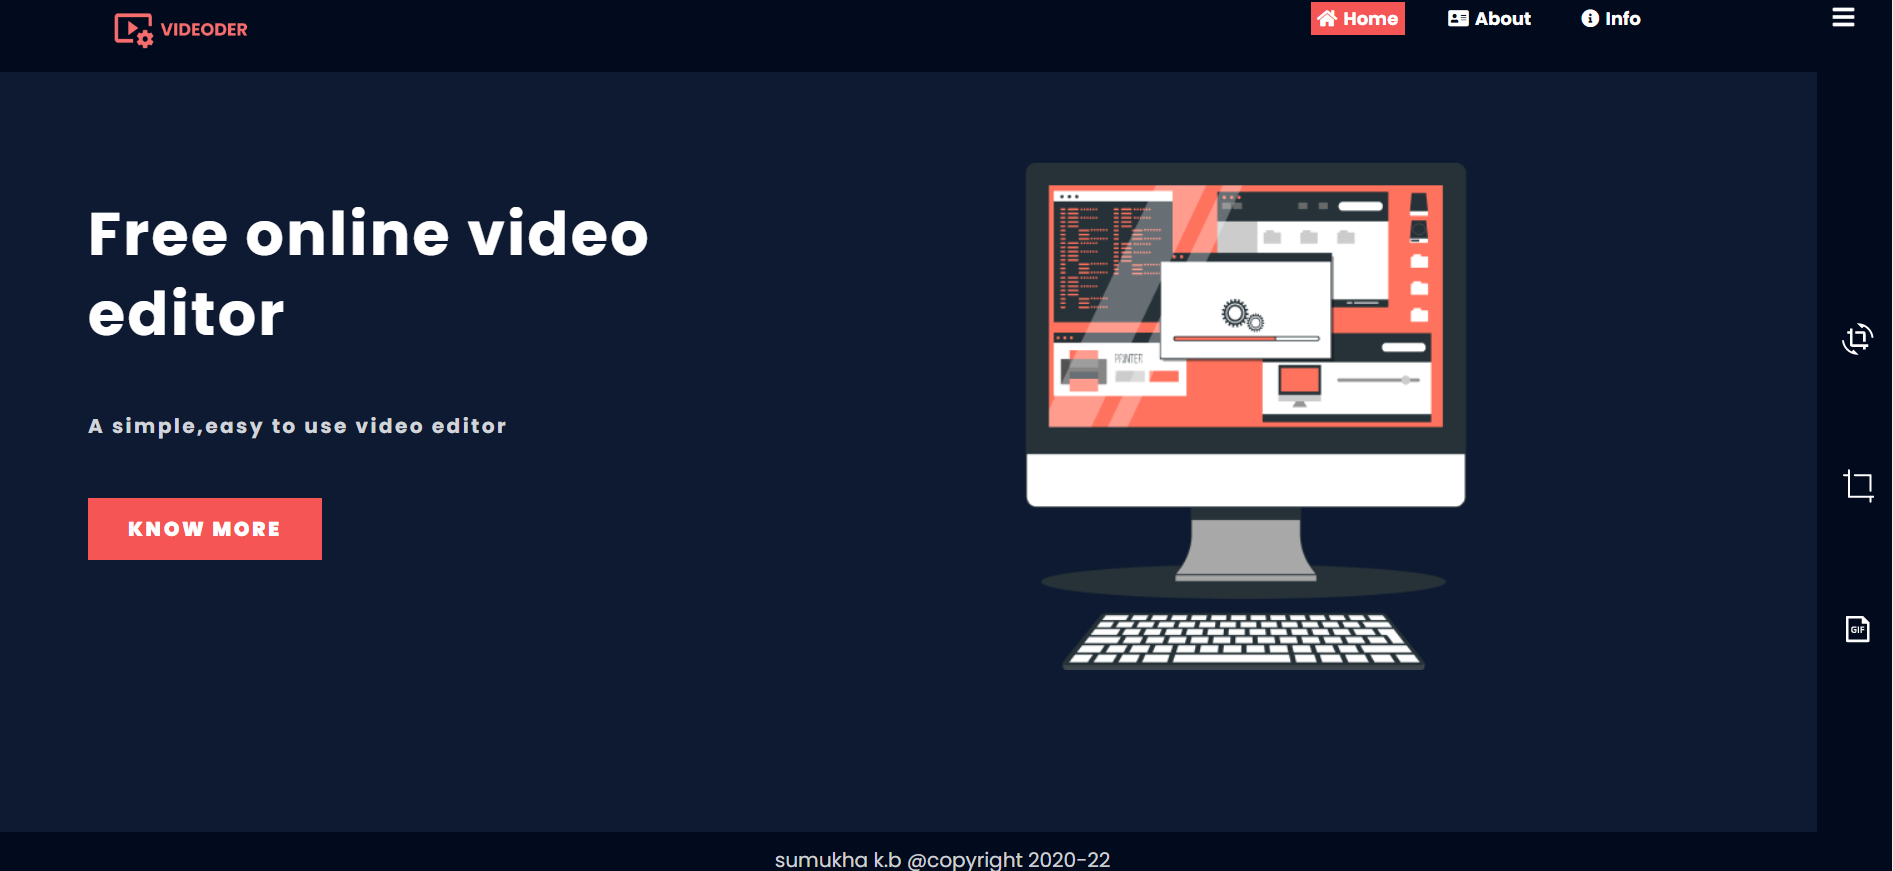 VIDEODER
Home
About
Info
Free online video
editor
A simple,easy to use video editor
KNOW MORE
PRINTER
GIF
sumukha k.b @copyright 2020-22